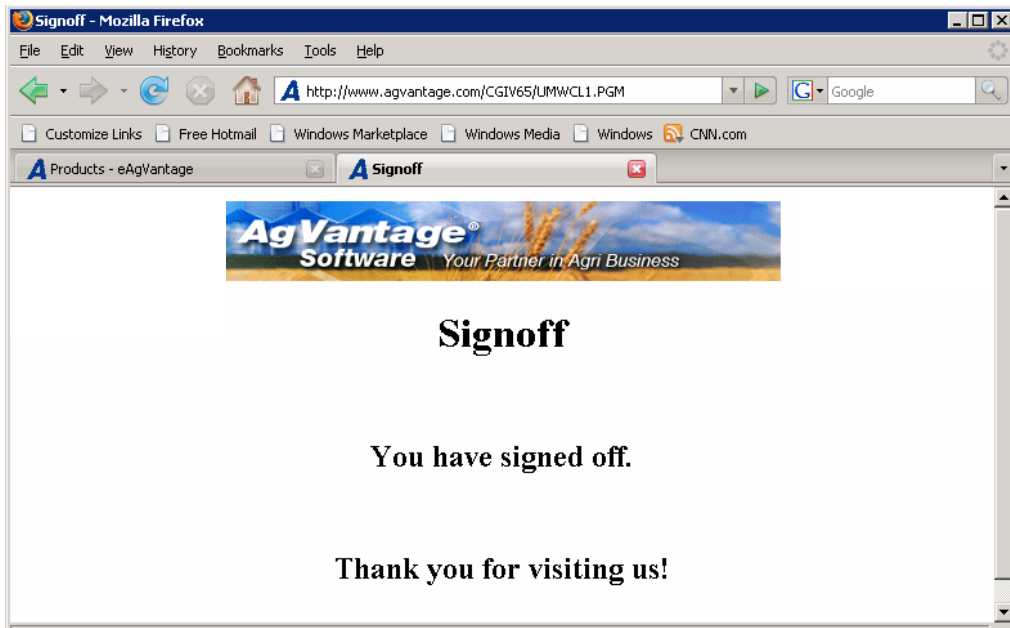 Signoff - Mozilla Firefox
File Edit View History Bookmarks Tools Help
http://www.agvantage.com/CGIV65/UMWCL1.PGM G Google
Customize Links Free Hotmail Windows Marketplace Windows Media Windows CNN.com
A Products - eAgVantage A Signoff
AgVantage®
Software Your Partner in Agri Business
Signoff
You have signed off.
Thank you for visiting us!